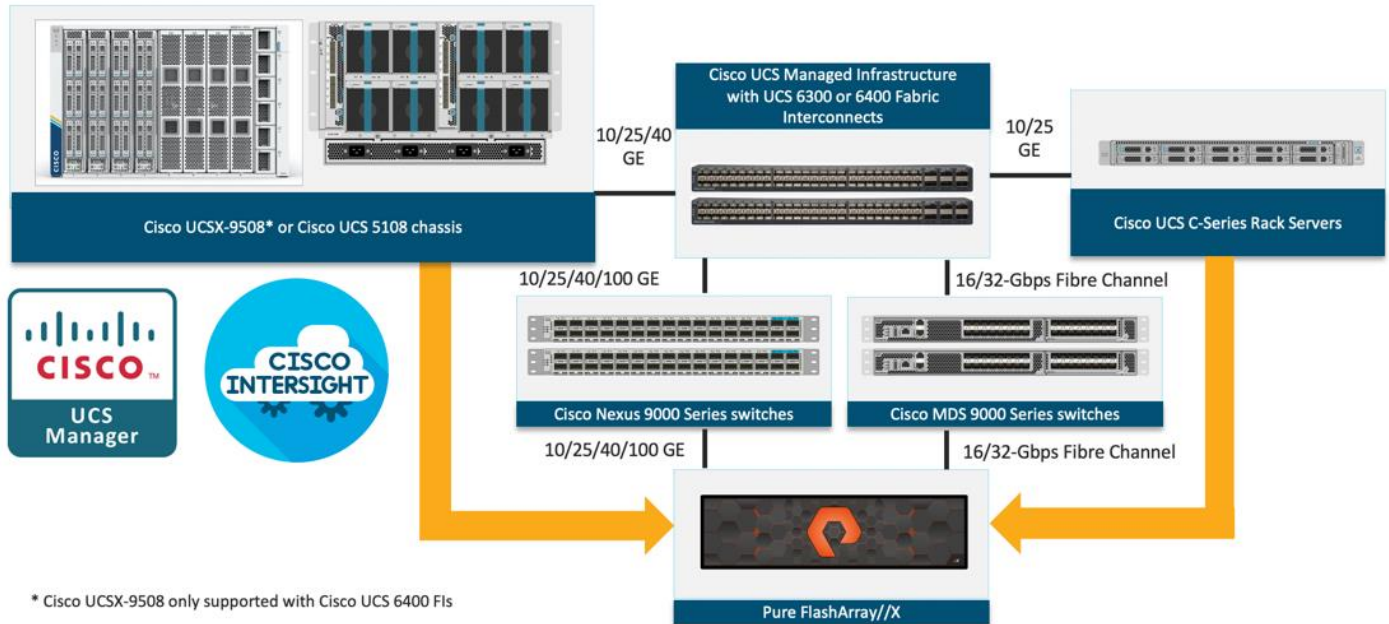 CISCO
Cisco UCSX-9508* or Cisco UCS 5108 chassis
10/25/40
GE
Cisco UCS Managed Infrastructure
with UCS 6300 or 6400 Fabric
Interconnects
10/25
GE
Cisco UCS C-Series Rack Servers
CISCO™
UCS
Manager
CISCO
INTERSIGHT
10/25/40/100 GE
16/32-Gbps Fibre Channel
Cisco Nexus 9000 Series switches
Cisco MDS 9000 Series switches
10/25/40/100 GE
16/32-Gbps Fibre Channel
Pure FlashArray//X
* Cisco UCSX-9508 only supported with Cisco UCS 6400 FIs